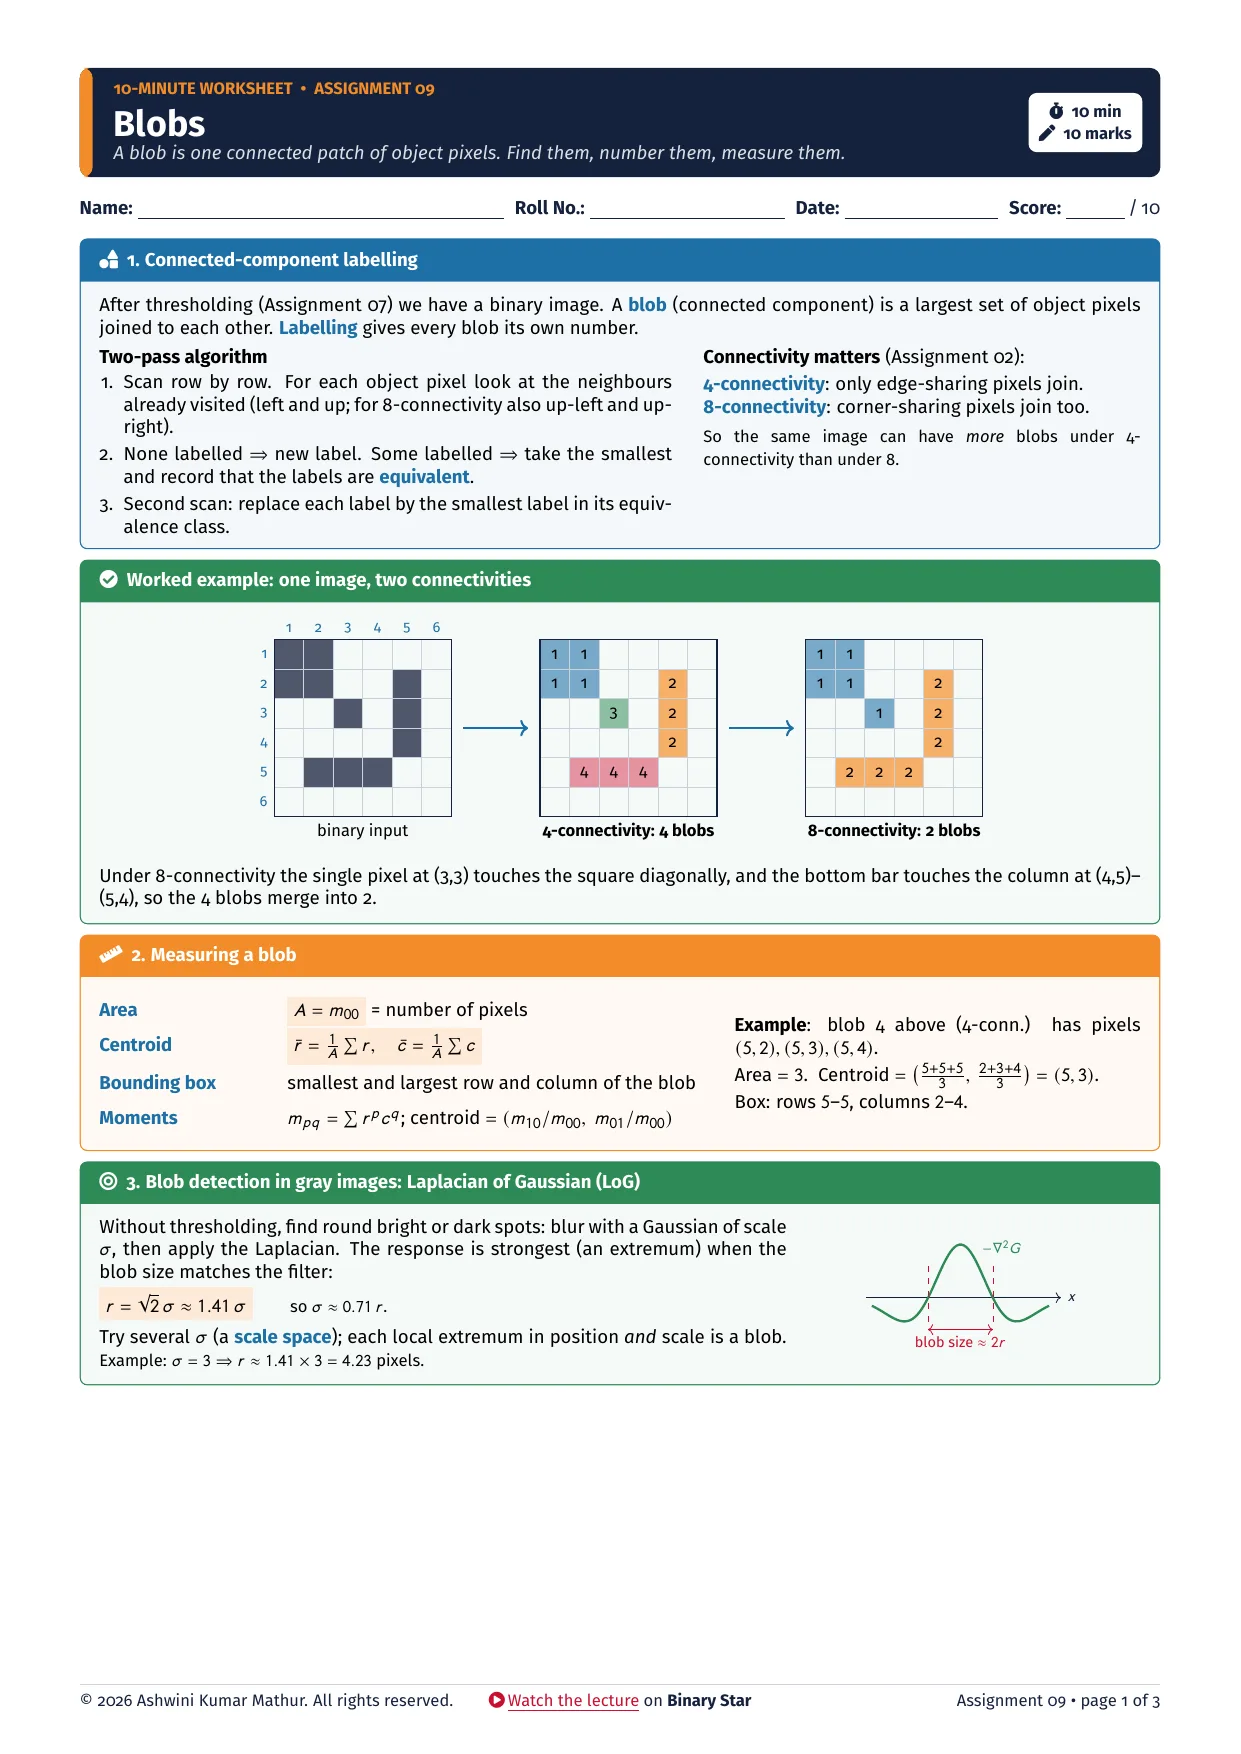 10-MINUTE WORKSHEET • ASSIGNMENT 09
Blobs
A blob is one connected patch of object pixels. Find them, number them, measure them.
10 min
10 marks
Name: Roll No.: Date: Score: / 10
1. Connected-component labelling
After thresholding (Assignment 07) we have a binary image. A blob (connected component) is a largest set of object pixels
joined to each other. Labelling gives every blob its own number.
Two-pass algorithm
1. Scan row by row. For each object pixel look at the neighbours
already visited (left and up; for 8-connectivity also up-left and up-
right).
2. None labelled ⇒ new label. Some labelled ⇒ take the smallest
and record that the labels are equivalent.
3. Second scan: replace each label by the smallest label in its equiv-
alence class.
Connectivity matters (Assignment 02):
4-connectivity: only edge-sharing pixels join.
8-connectivity: corner-sharing pixels join too.
So the same image can have more blobs under 4-
connectivity than under 8.
Worked example: one image, two connectivities
1 2 3 4 5 6
1
2
3
4
5
6
binary input
1 1
1 1 2
3 2
2
4 4 4
4-connectivity: 4 blobs
1 1
1 1 2
1 2
2
2 2 2
8-connectivity: 2 blobs
Under 8-connectivity the single pixel at (3,3) touches the square diagonally, and the bottom bar touches the column at (4,5)–
(5,4), so the 4 blobs merge into 2.
2. Measuring a blob
Area A = m₀₀ = number of pixels
Centroid r̄ = 1/A ∑ r, c̄ = 1/A ∑ c
Bounding box smallest and largest row and column of the blob
Moments m_pq = ∑ r^p c^q; centroid = (m₁₀/m₀₀, m₀₁/m₀₀)
Example: blob 4 above (4-conn.) has pixels
(5, 2), (5, 3), (5, 4).
Area = 3. Centroid = (5+5+5/3, 2+3+4/3) = (5, 3).
Box: rows 5–5, columns 2–4.
3. Blob detection in gray images: Laplacian of Gaussian (LoG)
Without thresholding, find round bright or dark spots: blur with a Gaussian of scale
σ, then apply the Laplacian. The response is strongest (an extremum) when the
blob size matches the filter:
r = √2 σ ≈ 1.41 σ so σ ≈ 0.71 r.
Try several σ (a scale space); each local extremum in position and scale is a blob.
Example: σ = 3 ⇒ r ≈ 1.41 × 3 = 4.23 pixels.
−∇²G
x
blob size ≈ 2r
© 2026 Ashwini Kumar Mathur. All rights reserved. Watch the lecture on Binary Star Assignment 09 • page 1 of 3